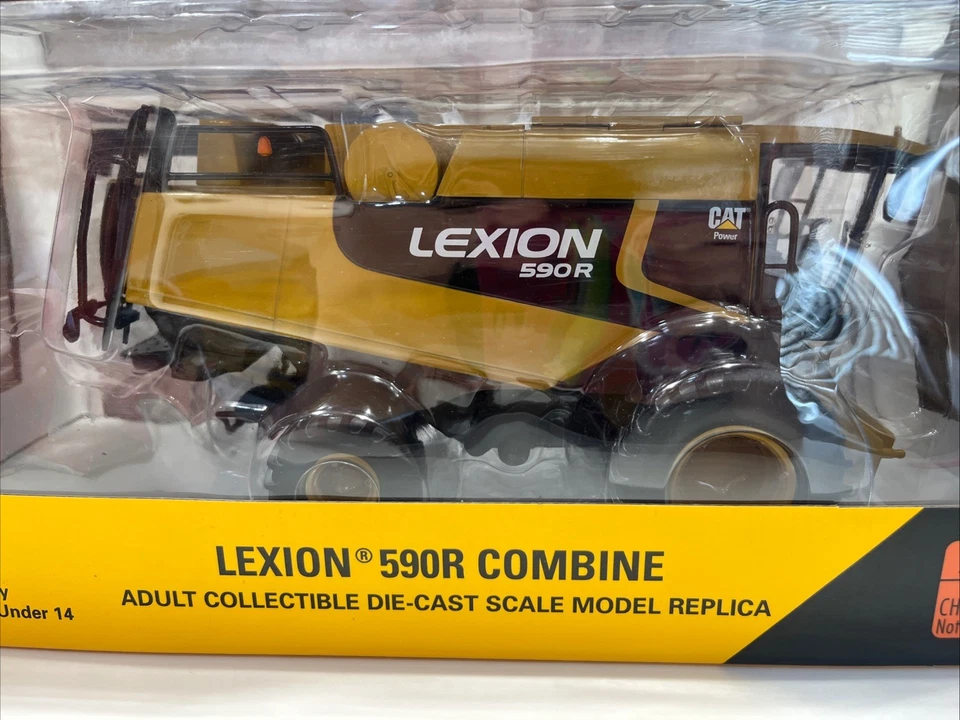 LEXION
590R
CAT
Power
LEXION® 590R COMBINE
ADULT COLLECTIBLE DIE-CAST SCALE MODEL REPLICA
y
Under 14
CH
Not